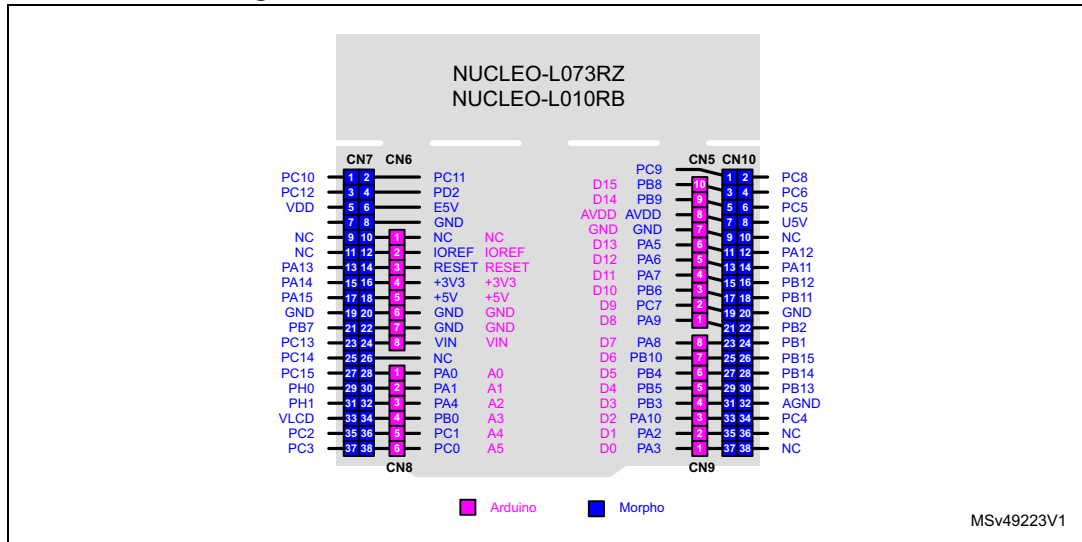 NUCLEO-L073RZ
NUCLEO-L010RB
CN7 CN6 CN5 CN10
PC10 1 2 PC11 PC9 1 2 PC8
PC12 3 4 PD2 D15 PB8 10 3 4 PC6
VDD 5 6 E5V D14 PB9 9 5 6 PC5
7 8 GND AVDD AVDD 8 7 8 U5V
NC 9 10 1 NC NC GND GND 7 9 10 NC
NC 11 12 2 IOREF IOREF D13 PA5 6 11 12 PA12
PA13 13 14 3 RESET RESET D12 PA6 5 13 14 PA11
PA14 15 16 4 +3V3 +3V3 D11 PA7 4 15 16 PB12
PA15 17 18 5 +5V +5V D10 PB6 3 17 18 PB11
GND 19 20 6 GND GND D9 PC7 2 19 20 GND
PB7 21 22 7 GND GND D8 PA9 1 21 22 PB2
PC13 23 24 8 VIN VIN D7 PA8 8 23 24 PB1
PC14 25 26 NC D6 PB10 7 25 26 PB15
PC15 27 28 1 PA0 A0 D5 PB4 6 27 28 PB14
PH0 29 30 2 PA1 A1 D4 PB5 5 29 30 PB13
PH1 31 32 3 PA4 A2 D3 PB3 4 31 32 AGND
VLCD 33 34 4 PB0 A3 D2 PA10 3 33 34 PC4
PC2 35 36 5 PC1 A4 D1 PA2 2 35 36 NC
PC3 37 38 6 PC0 A5 D0 PA3 1 37 38 NC
CN8 CN9
Arduino Morpho
MSv49223V1